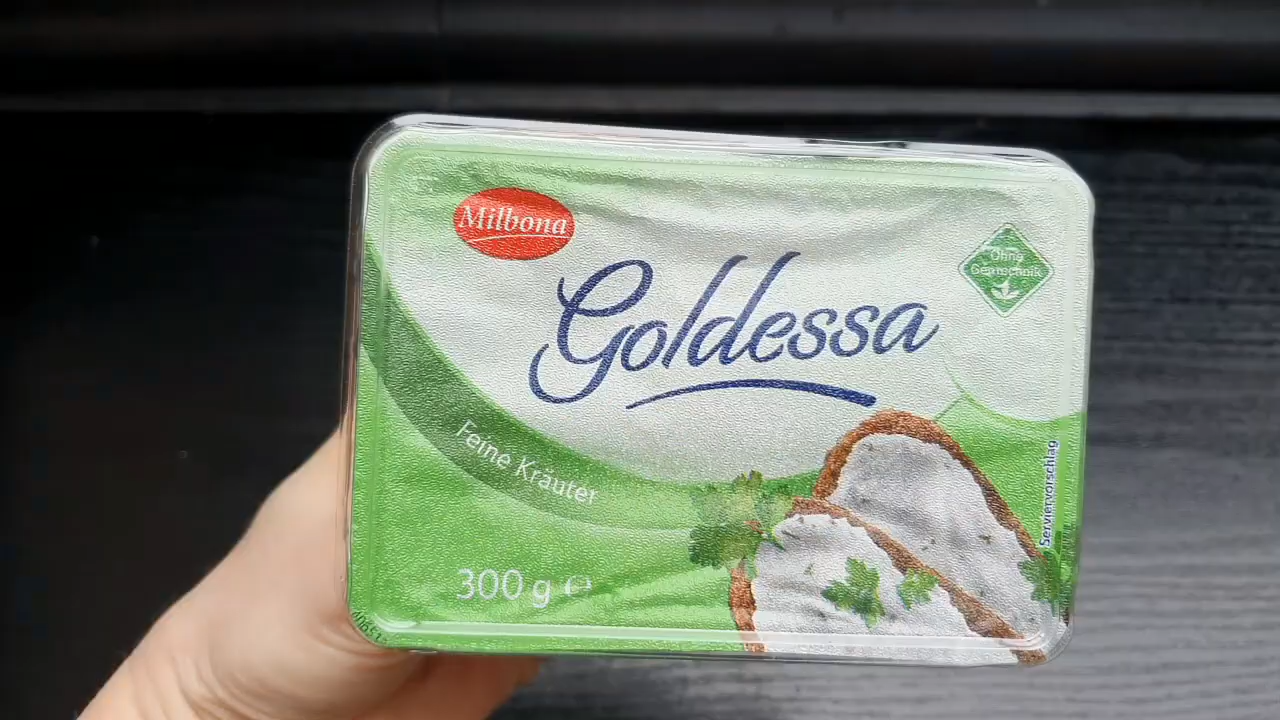 Milbona
Goldessa
Ohne
Gentechnik
Feine Kräuter
300 g ℮
Serviervorschlag